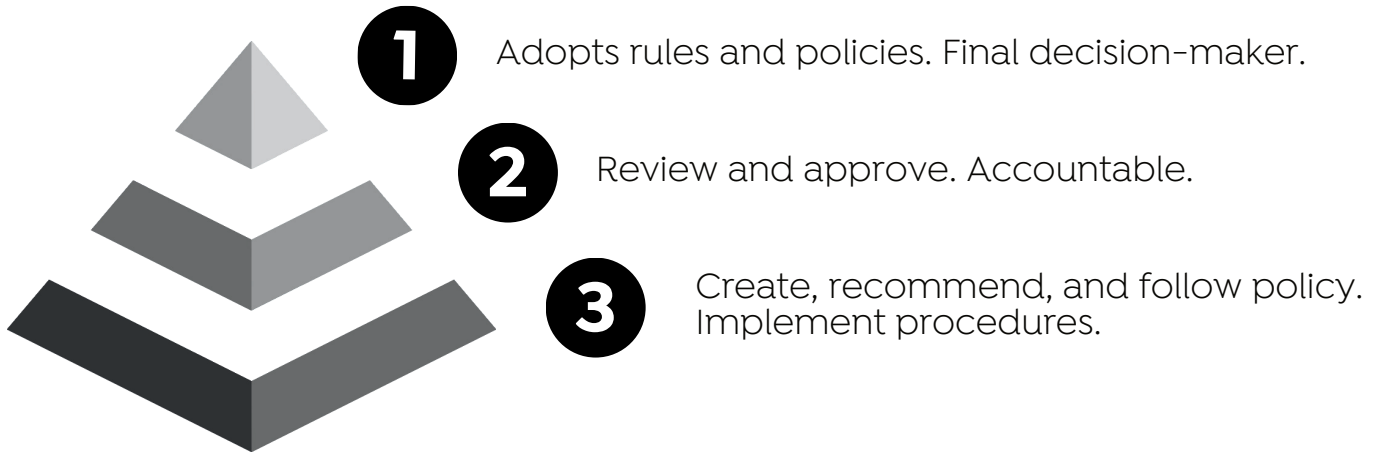 1
Adopts rules and policies. Final decision-maker.
2
Review and approve. Accountable.
3
Create, recommend, and follow policy.
Implement procedures.